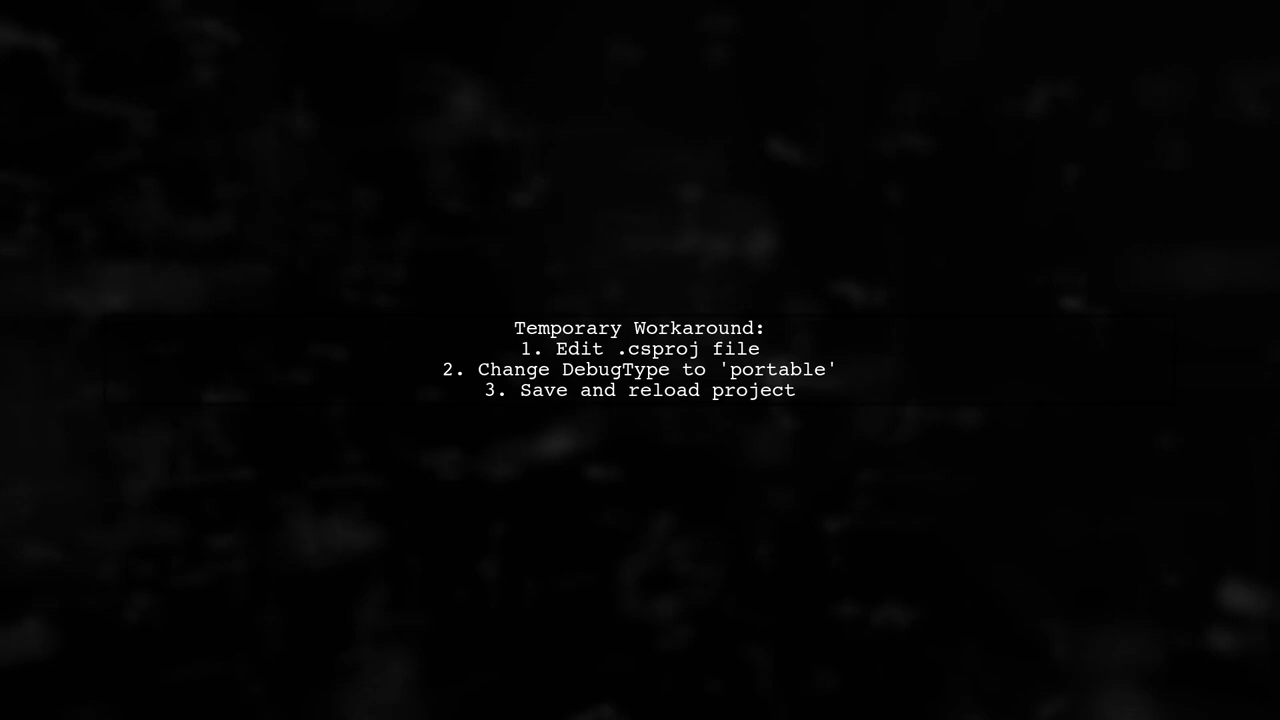 Temporary Workaround:
1. Edit .csproj file
2. Change DebugType to 'portable'
3. Save and reload project